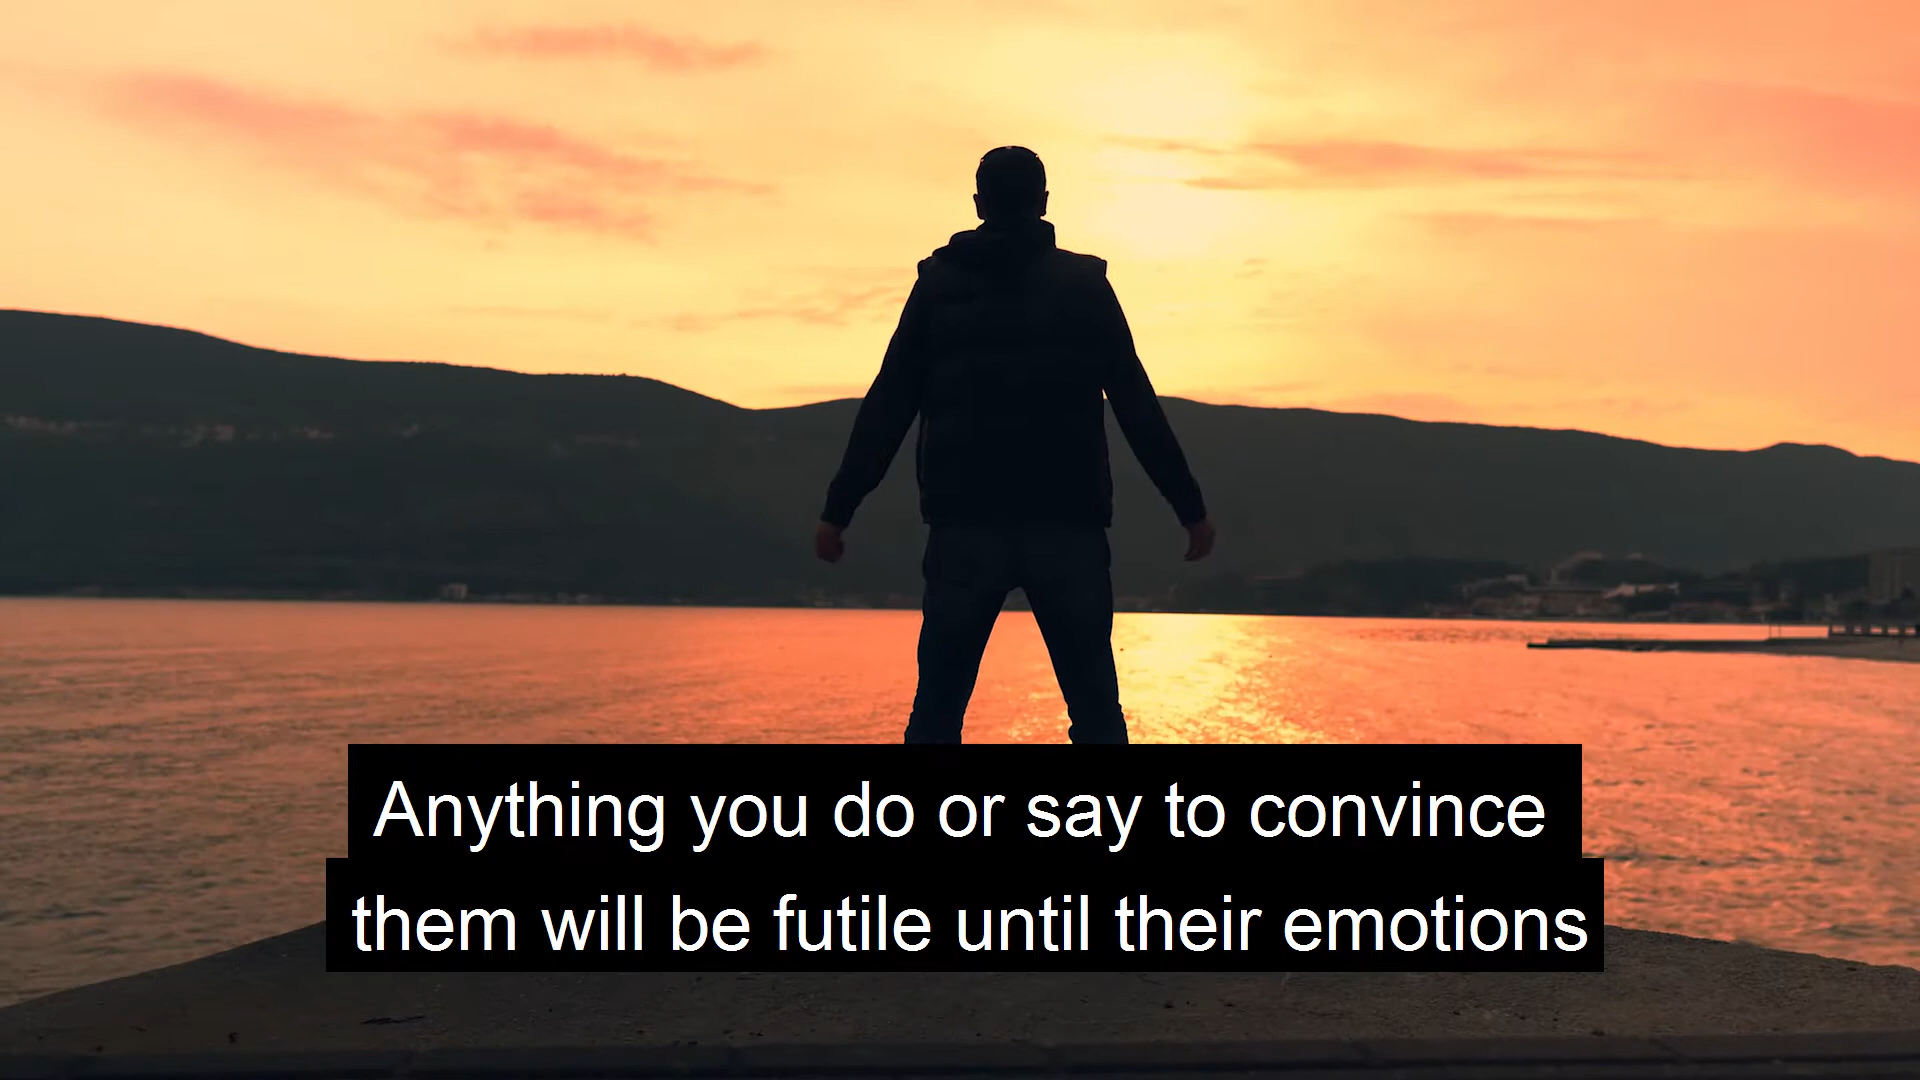 Anything you do or say to convince
them will be futile until their emotions